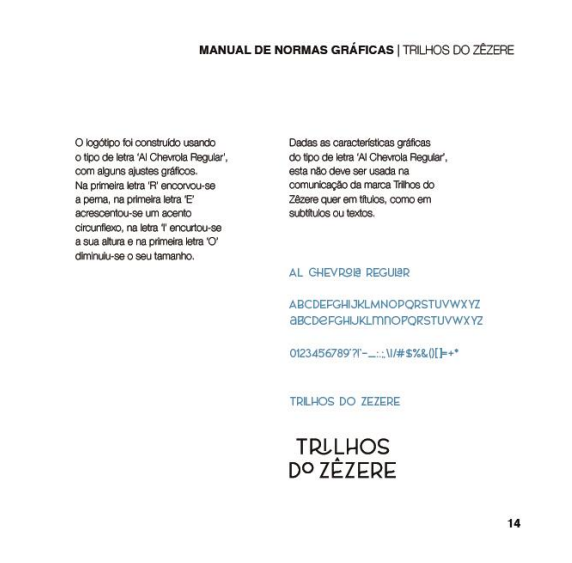 MANUAL DE NORMAS GRÁFICAS | TRILHOS DO ZÊZERE
O logótipo foi construído usando
o tipo de letra 'Al Chevrola Regular',
com alguns ajustes gráficos.
Na primeira letra 'R' encorvou-se
a perna, na primeira letra 'E'
acrescentou-se um acento
circunflexo, na letra 'I' encurtou-se
a sua altura e na primeira letra 'O'
diminuiu-se o seu tamanho.
Dadas as características gráficas
do tipo de letra 'Al Chevrola Regular',
esta não deve ser usada na
comunicação da marca Trilhos do
Zêzere quer em títulos, como em
subtítulos ou textos.
AL CHEVROLA REGULAR
ABCDEFGHIJKLMNOPQRSTUVWXYZ
aBCDeFGHIJKLmnOPQRSTUVWXYZ
0123456789'?!"-_:.;,\I/#$%&()[]=+*
TRILHOS DO ZEZERE
TRILHOS
DO ZÊZERE
14